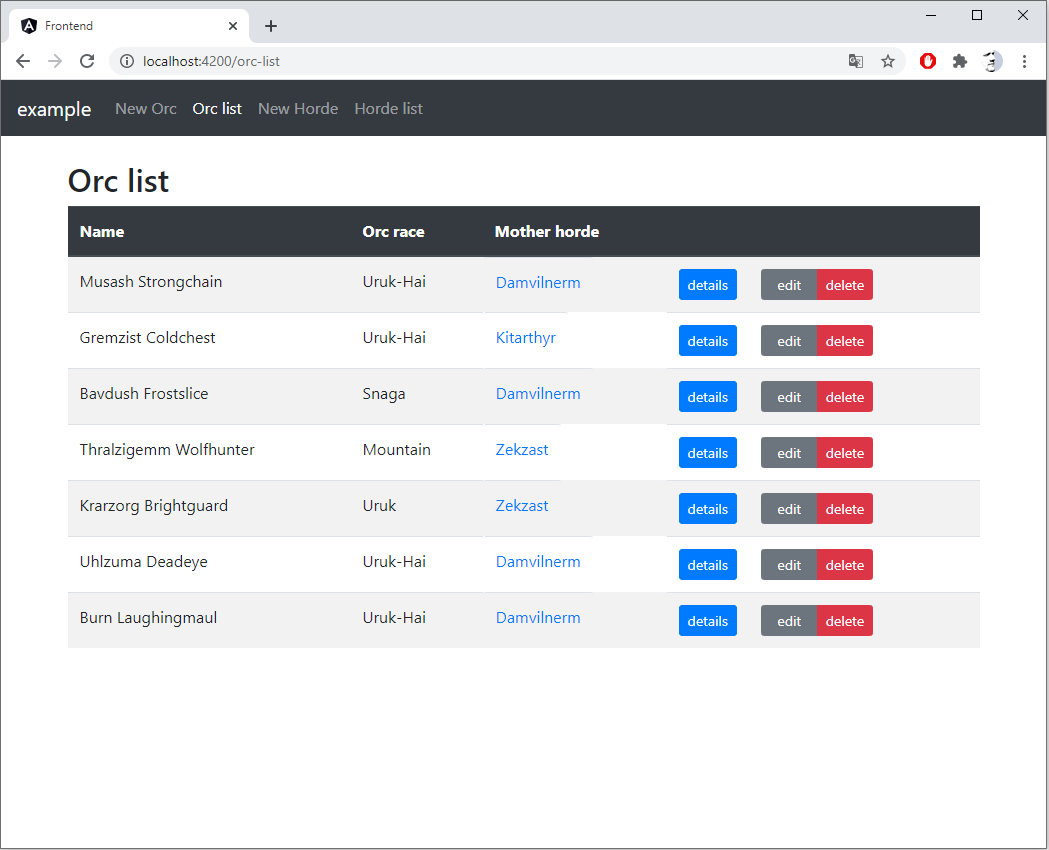 Frontend
localhost:4200/orc-list
example New Orc Orc list New Horde Horde list
Orc list
Name Orc race Mother horde
Musash Strongchain Uruk-Hai Damvilnerm details edit delete
Gremzist Coldchest Uruk-Hai Kitarthyr details edit delete
Bavdush Frostslice Snaga Damvilnerm details edit delete
Thralzigemm Wolfhunter Mountain Zekzast details edit delete
Krarzorg Brightguard Uruk Zekzast details edit delete
Uhlzuma Deadeye Uruk-Hai Damvilnerm details edit delete
Burn Laughingmaul Uruk-Hai Damvilnerm details edit delete